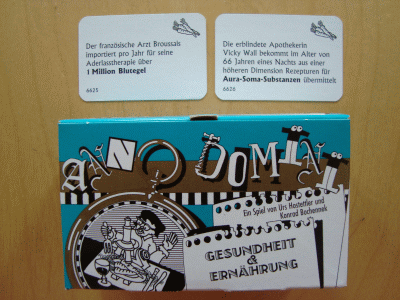 Der französische Arzt Broussais
importiert pro Jahr für seine
Aderlasstherapie über
1 Million Blutegel
6625
Die erblindete Apothekerin
Vicky Wall bekommt im Alter von
66 Jahren eines Nachts aus einer
höheren Dimension Rezepturen für
Aura-Soma-Substanzen übermittelt
6626
ANNO DOMINI
Ein Spiel von Urs Hostettler und
Konrad Bochennek
GESUNDHEIT
&
ERNÄHRUNG